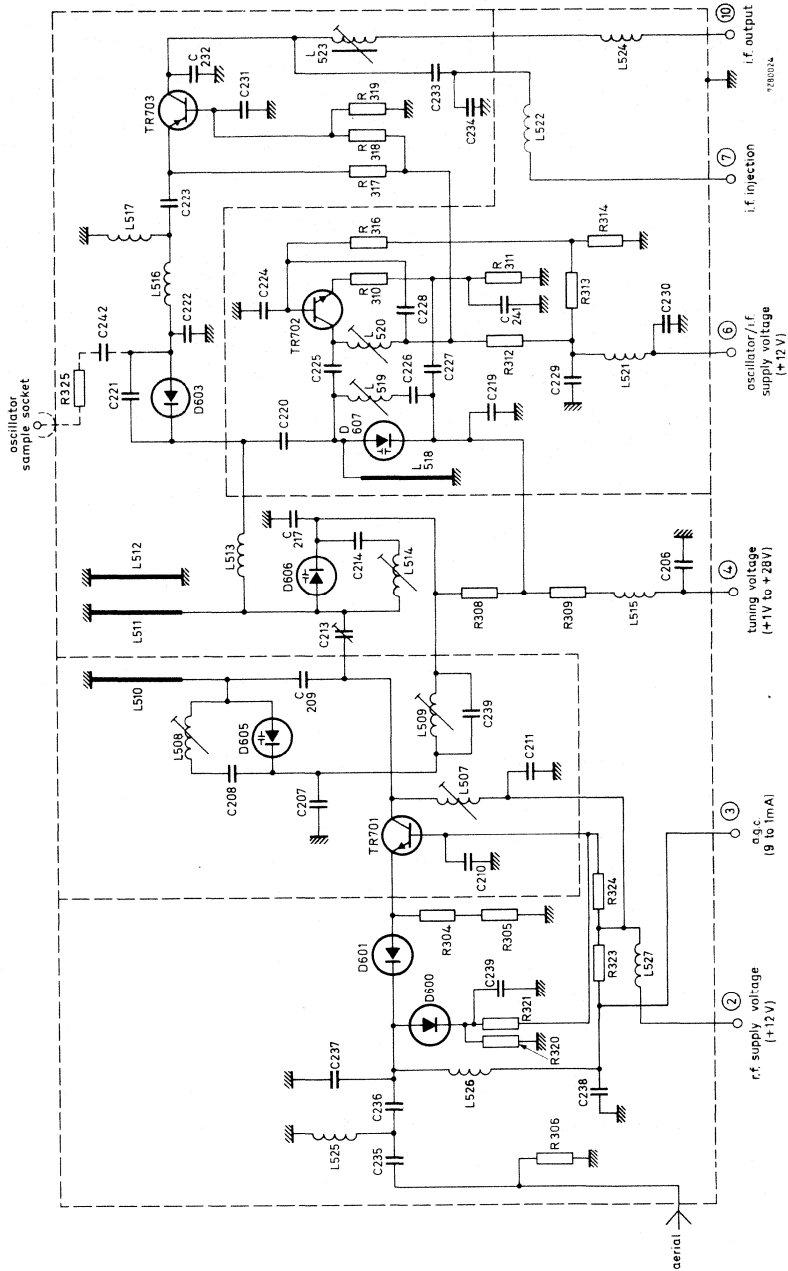 oscillator
sample socket
R325
C242
L516
L517
C223
TR703
C
232
C231
C221
D603
C222
L
523
C233
C234
R
319
R
318
R
317
L512
L511
L513
C220
C224
TR702
R
316
R
310
R
311
C228
C
241
L
520
C225
L
519
C226
C227
D
607
L
518
C219
R312
R313
R314
C229
L521
C230
L522
L524
L510
L508
D605
C208
C207
C
209
C213
C
217
D606
C214
L514
L509
C239
R308
R309
L515
C206
TR701
L507
C211
C210
D601
R304
R305
D600
C239
R321
R320
R324
R323
L527
C237
C236
L525
C235
L526
C238
R306
aerial
2
r.f. supply voltage
(+12 V)
3
a.g.c.
(9 to 1mA)
4
tuning voltage
(+1V to +28V)
6
oscillator/i.f.
supply voltage
(+12 V)
7
i.f. injection
10
i.f. output
7Z80024